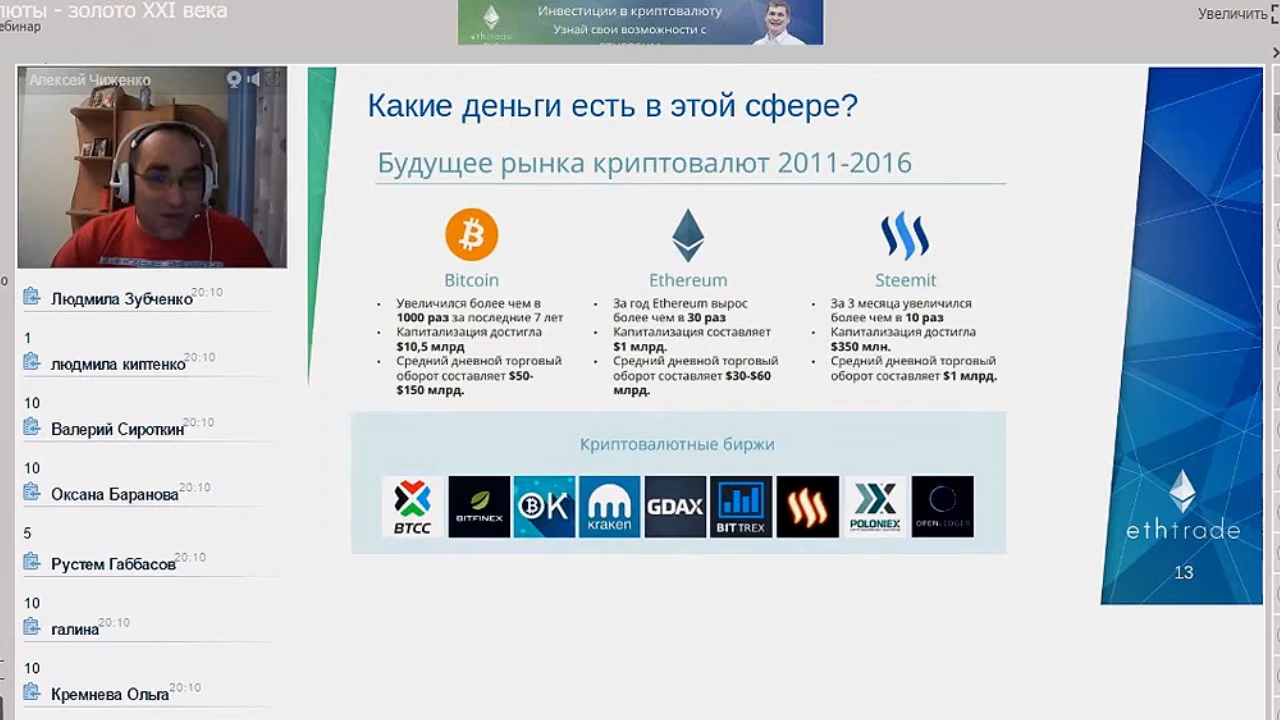 люты - золото XXI века
ебинар
ethtrade
Инвестиции в криптовалюту
Узнай свои возможности с
Увеличить
Алексей Чиженко
Людмила Зубченко 20:10
1
людмила киптенко 20:10
10
Валерий Сироткин 20:10
10
Оксана Баранова 20:10
5
Рустем Габбасов 20:10
10
галина 20:10
10
Кремнева Ольга 20:10
Какие деньги есть в этой сфере?
Будущее рынка криптовалют 2011-2016
Bitcoin
• Увеличился более чем в
1000 раз за последние 7 лет
• Капитализация достигла
$10,5 млрд
• Средний дневной торговый
оборот составляет $50-
$150 млрд.
Ethereum
• За год Ethereum вырос
более чем в 30 раз
• Капитализация составляет
$1 млрд.
• Средний дневной торговый
оборот составляет $30-$60
млрд.
Steemit
• За 3 месяца увеличился
более чем в 10 раз
• Капитализация достигла
$350 млн.
• Средний дневной торговый
оборот составляет $1 млрд.
Криптовалютные биржи
BTCC
BITFINEX
OK
kraken
GDAX
BITTREX
POLONIEX
OPENLEDGER
ethtrade
13